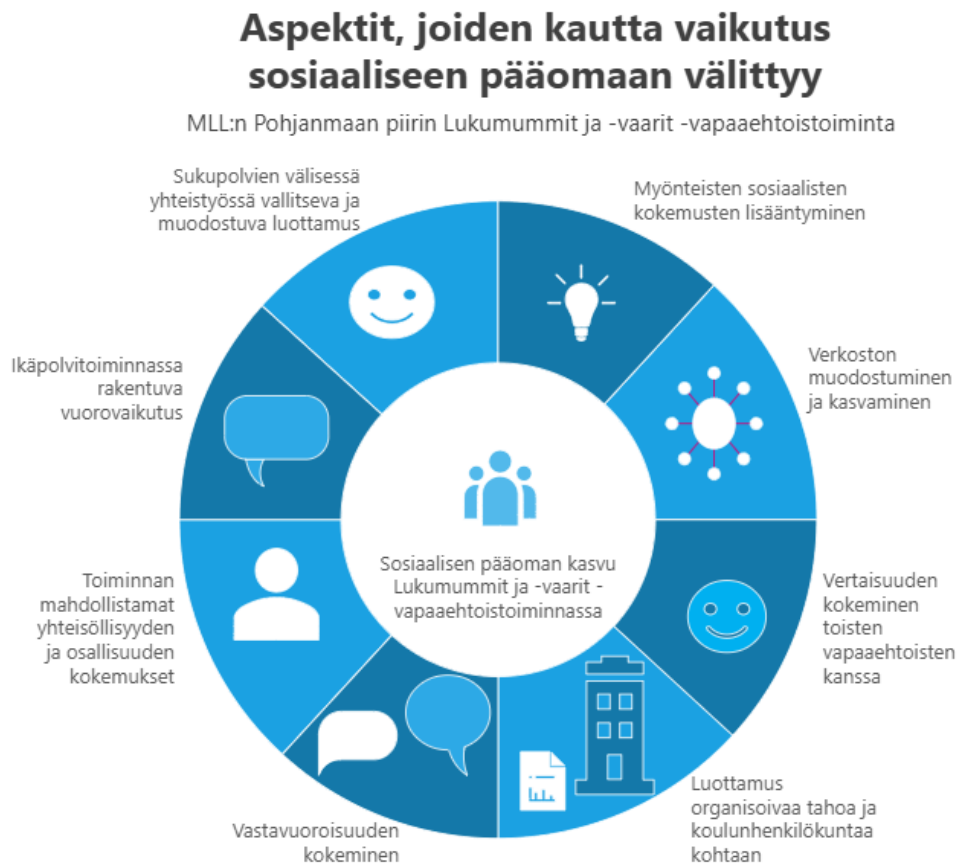 Aspektit, joiden kautta vaikutus
sosiaaliseen pääomaan välittyy
MLL:n Pohjanmaan piirin Lukumummit ja -vaarit -vapaaehtoistoiminta
Sukupolvien välisessä
yhteistyössä vallitseva ja
muodostuva luottamus
Myönteisten sosiaalisten
kokemusten lisääntyminen
Ikäpolvitoiminnassa
rakentuva
vuorovaikutus
Verkoston
muodostuminen
ja kasvaminen
Sosiaalisen pääoman kasvu
Lukumummit ja -vaarit -
vapaaehtoistoiminnassa
Toiminnan
mahdollistamat
yhteisöllisyyden
ja osallisuuden
kokemukset
Vertaisuuden
kokeminen
toisten
vapaaehtoisten
kanssa
Vastavuoroisuuden
kokeminen
Luottamus
organisoivaa tahoa ja
koulunhenkilökuntaa
kohtaan